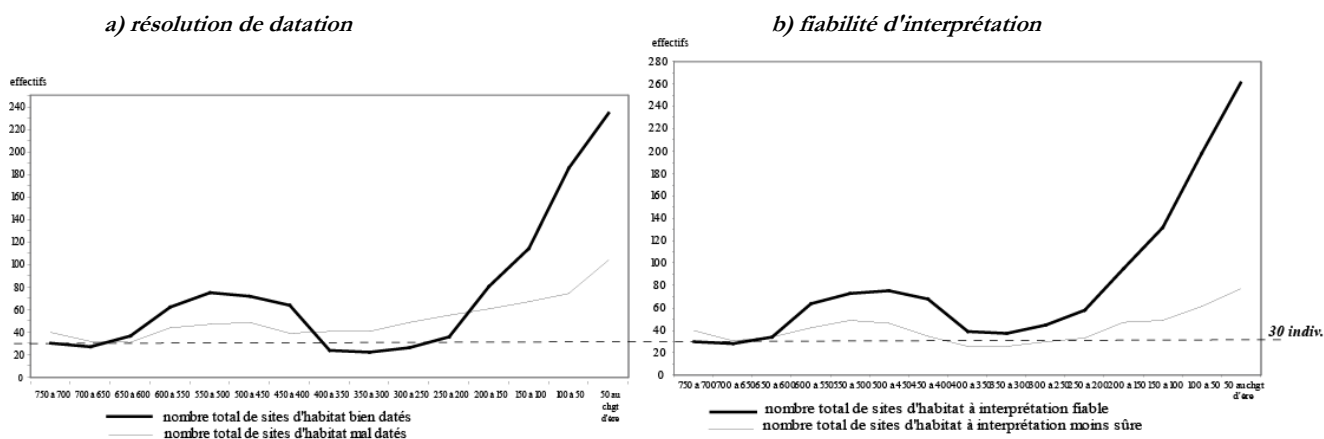 a) résolution de datation
b) fiabilité d'interprétation
effectifs
240
220
200
180
160
140
120
100
80
60
40
20
0
750 à 700 700 à 650 650 à 600 600 à 550 550 à 500 500 à 450 450 à 400 400 à 350 350 à 300 300 à 250 250 à 200 200 à 150 150 à 100 100 à 50 50 au
chgt
d'ère
nombre total de sites d'habitat bien datés
nombre total de sites d'habitat mal datés
effectifs
280
260
240
220
200
180
160
140
120
100
80
60
40
20
0
750 à 700 700 à 650 650 à 600 600 à 550 550 à 500 500 à 450 450 à 400 400 à 350 350 à 300 300 à 250 250 à 200 200 à 150 150 à 100 100 à 50 50 au chgt
d'ère
30 indiv.
nombre total de sites d'habitat à interprétation fiable
nombre total de sites d'habitat à interprétation moins sûre